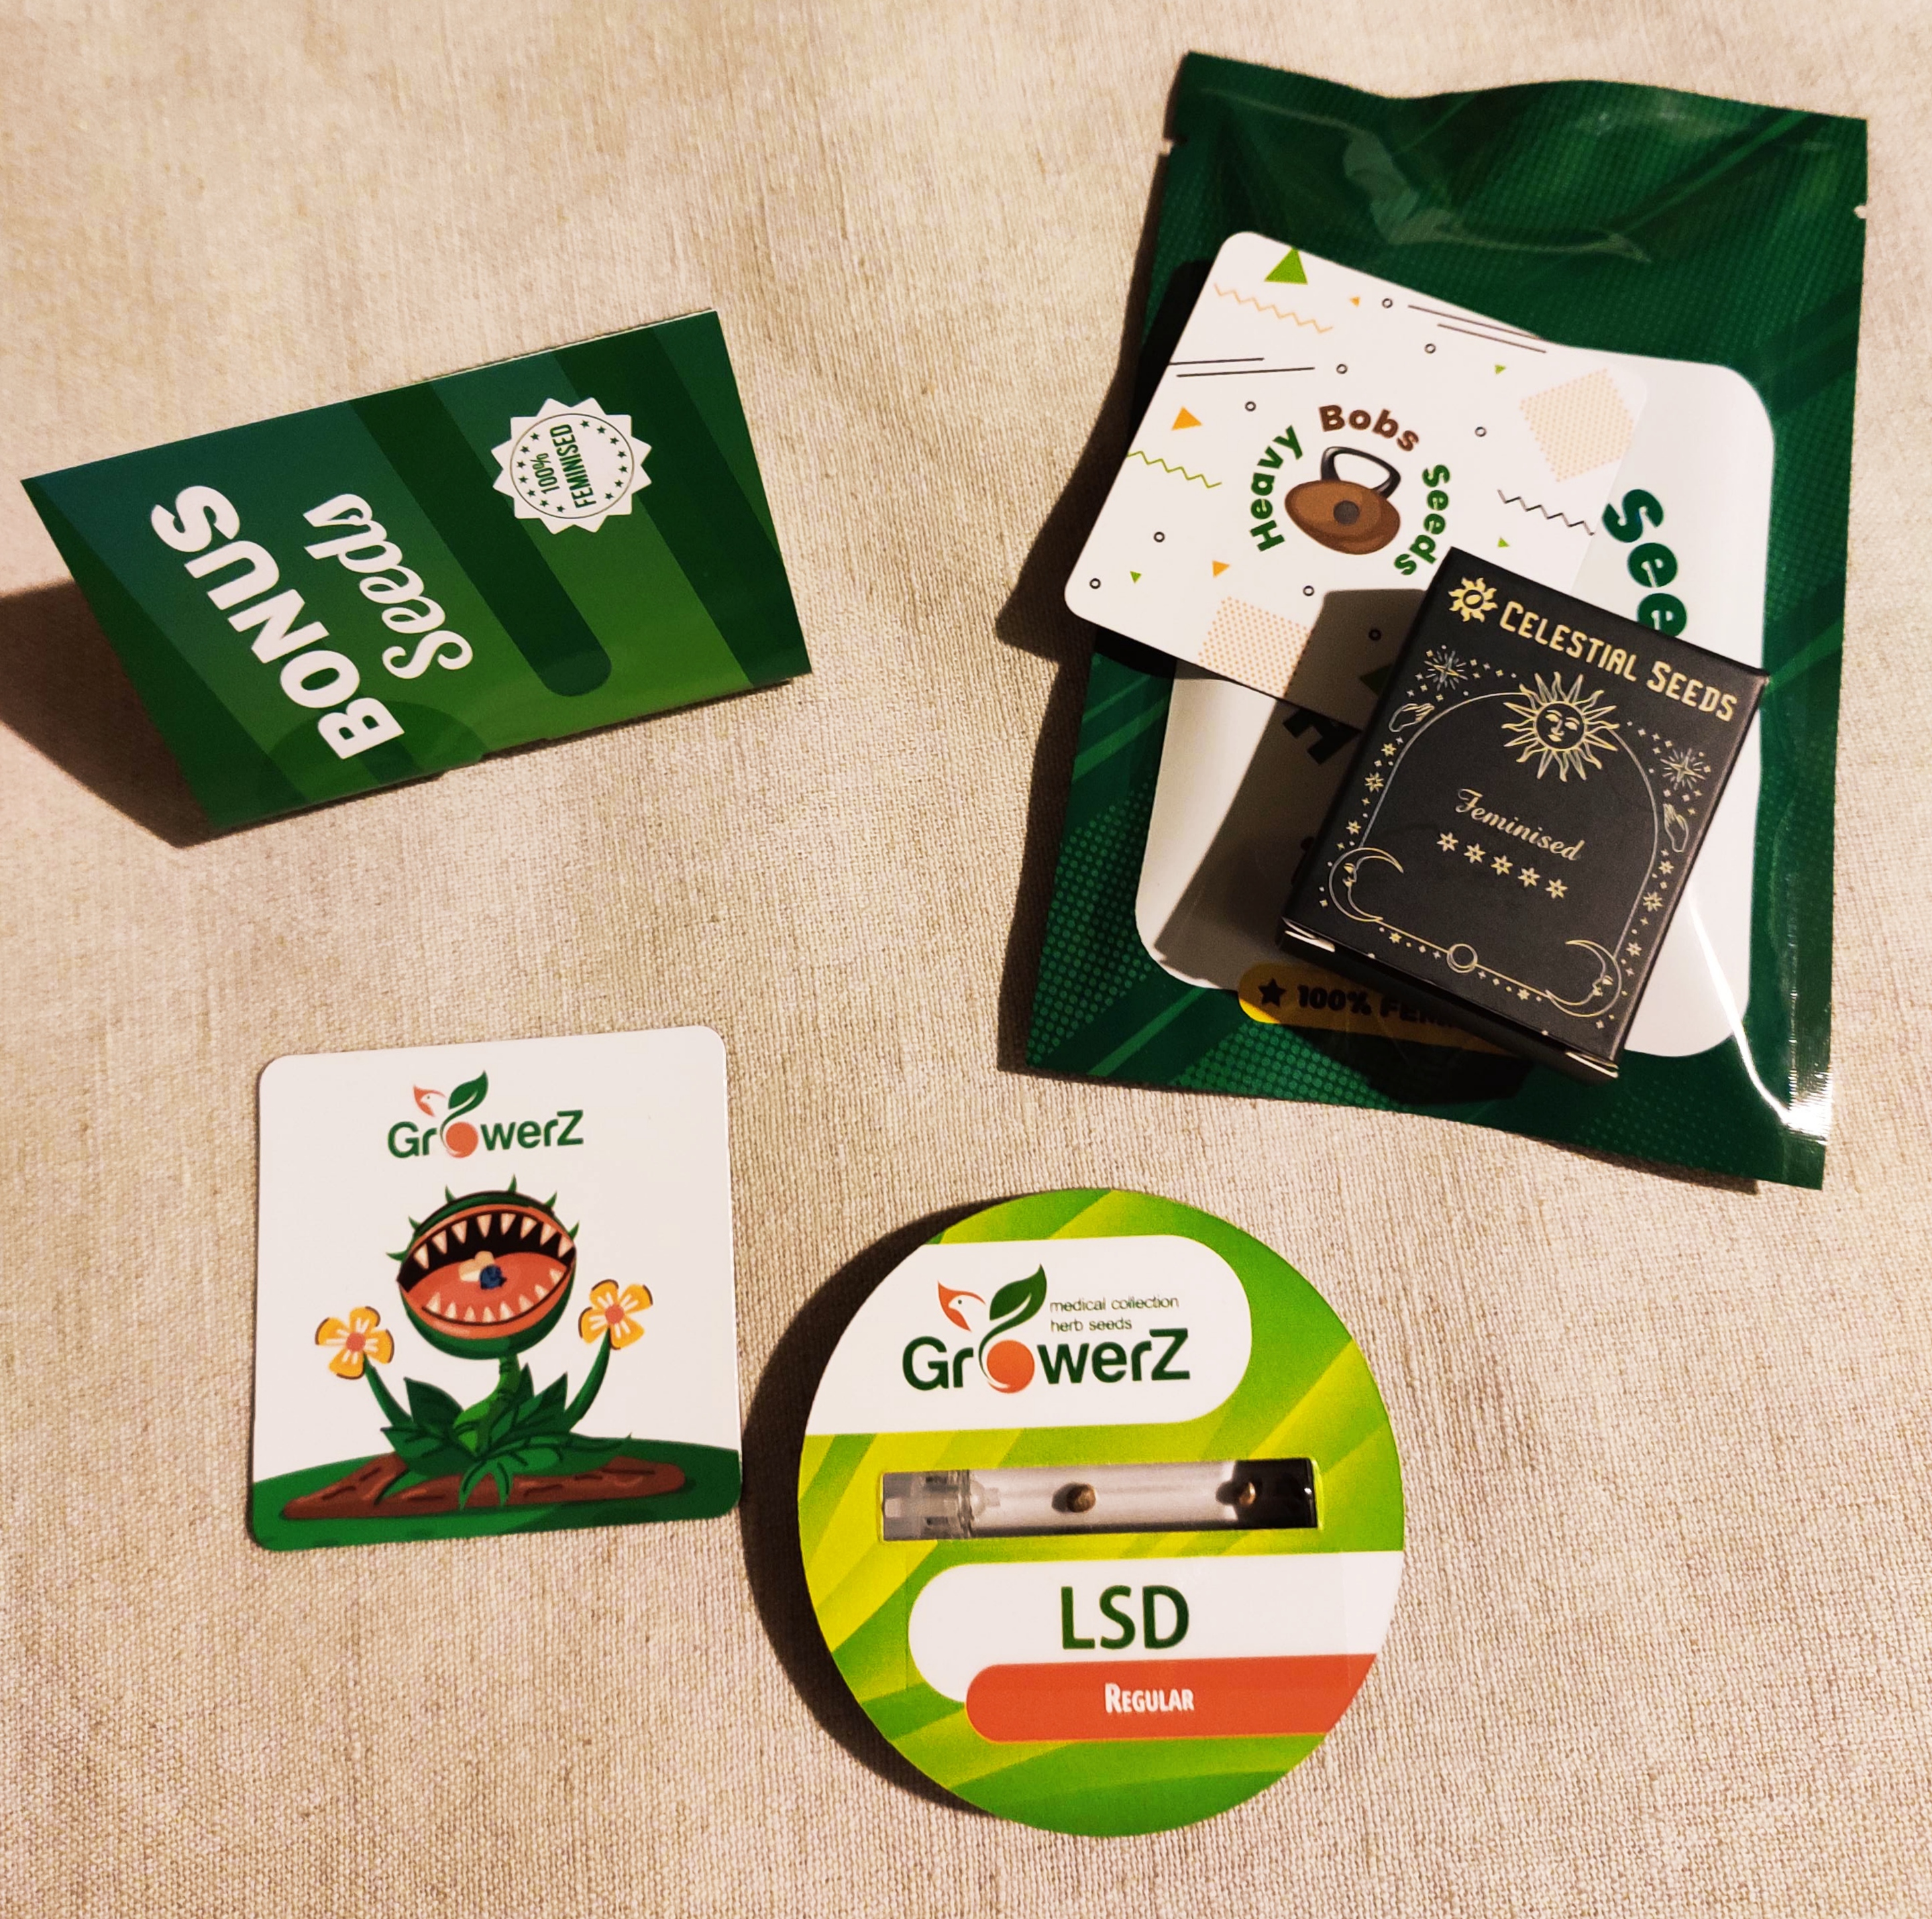 BONUS
Seeds
100%
FEMINISED
Heavy Bobs Seeds
See
CELESTIAL SEEDS
Feminised
100% FEM
GrowerZ
medical collection
herb seeds
GrowerZ
LSD
REGULAR